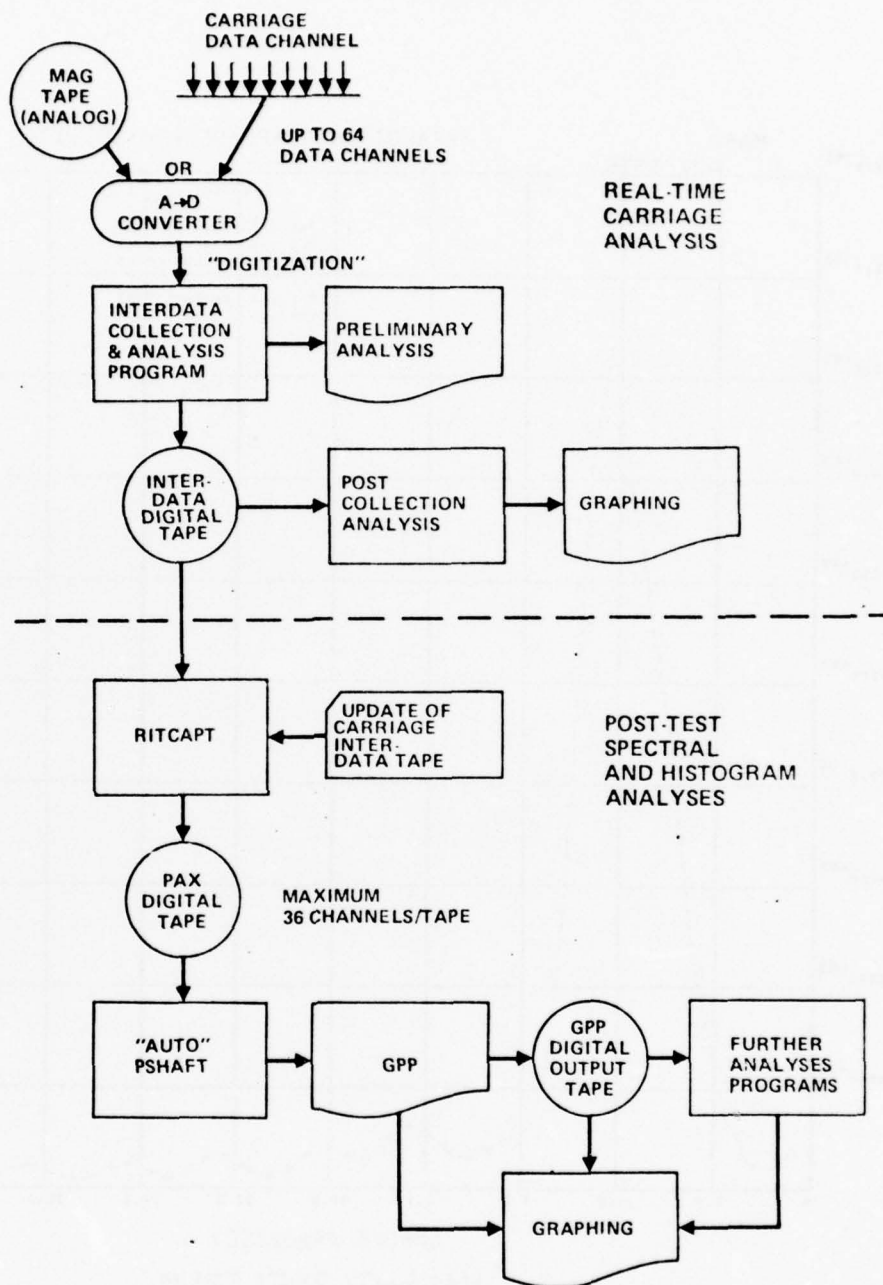 CARRIAGE
DATA CHANNEL
MAG
TAPE
(ANALOG)
UP TO 64
DATA CHANNELS
OR
A→D
CONVERTER
REAL-TIME
CARRIAGE
ANALYSIS
"DIGITIZATION"
INTERDATA
COLLECTION
& ANALYSIS
PROGRAM
PRELIMINARY
ANALYSIS
INTER-
DATA
DIGITAL
TAPE
POST
COLLECTION
ANALYSIS
GRAPHING
RITCAPT
UPDATE OF
CARRIAGE
INTER-
DATA TAPE
POST-TEST
SPECTRAL
AND HISTOGRAM
ANALYSES
PAX
DIGITAL
TAPE
MAXIMUM
36 CHANNELS/TAPE
"AUTO"
PSHAFT
GPP
GPP
DIGITAL
OUTPUT
TAPE
FURTHER
ANALYSES
PROGRAMS
GRAPHING